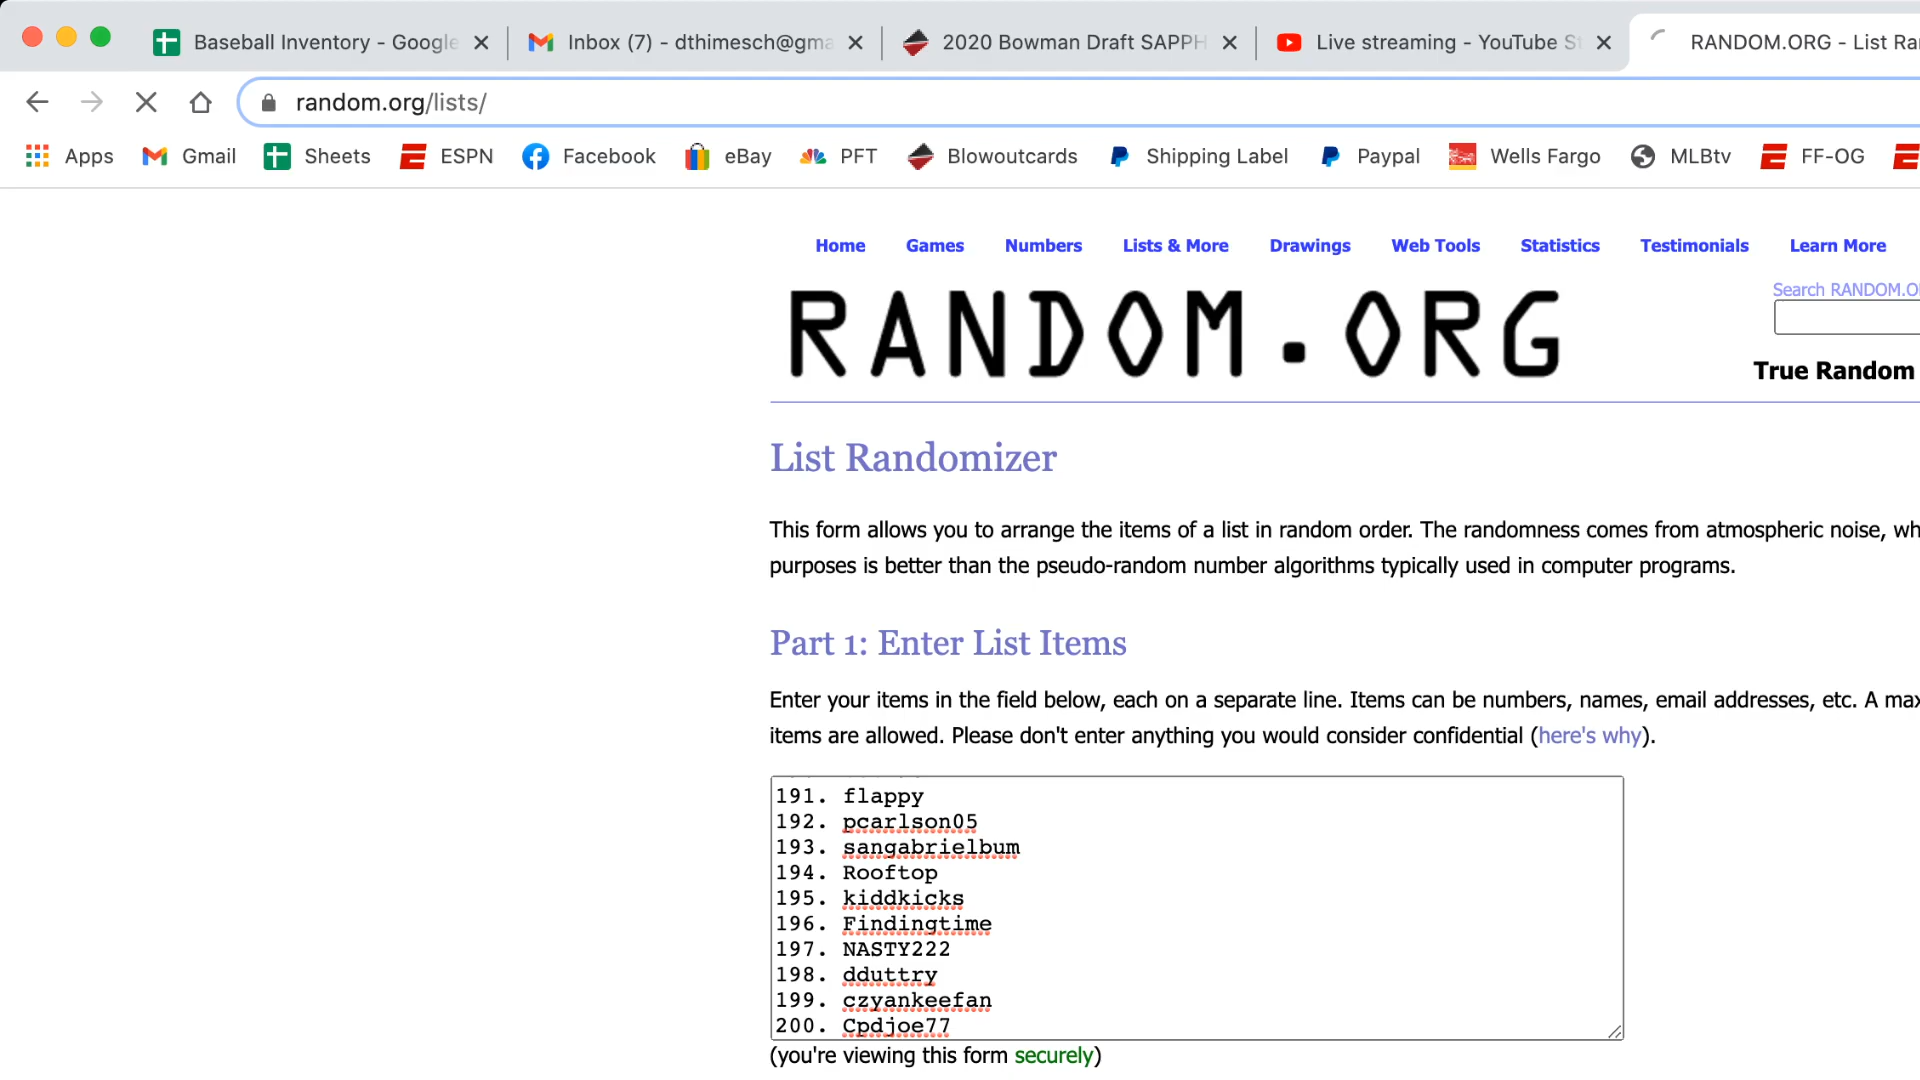 Baseball Inventory - Google
Inbox (7) - dthimesch@gma
2020 Bowman Draft SAPPH
Live streaming - YouTube S
RANDOM.ORG - List Ra
random.org/lists/
Apps
Gmail
Sheets
ESPN
Facebook
eBay
PFT
Blowoutcards
Shipping Label
Paypal
Wells Fargo
MLBtv
FF-OG
Home
Games
Numbers
Lists & More
Drawings
Web Tools
Statistics
Testimonials
Learn More
RANDOM.ORG
Search RANDOM.O
True Random
List Randomizer
This form allows you to arrange the items of a list in random order. The randomness comes from atmospheric noise, wh
purposes is better than the pseudo-random number algorithms typically used in computer programs.
Part 1: Enter List Items
Enter your items in the field below, each on a separate line. Items can be numbers, names, email addresses, etc. A max
items are allowed. Please don't enter anything you would consider confidential (here's why).
191. flappy
192. pcarlson05
193. sangabrielbum
194. Rooftop
195. kiddkicks
196. Findingtime
197. NASTY222
198. dduttry
199. czyankeefan
200. Cpdjoe77
(you're viewing this form securely)